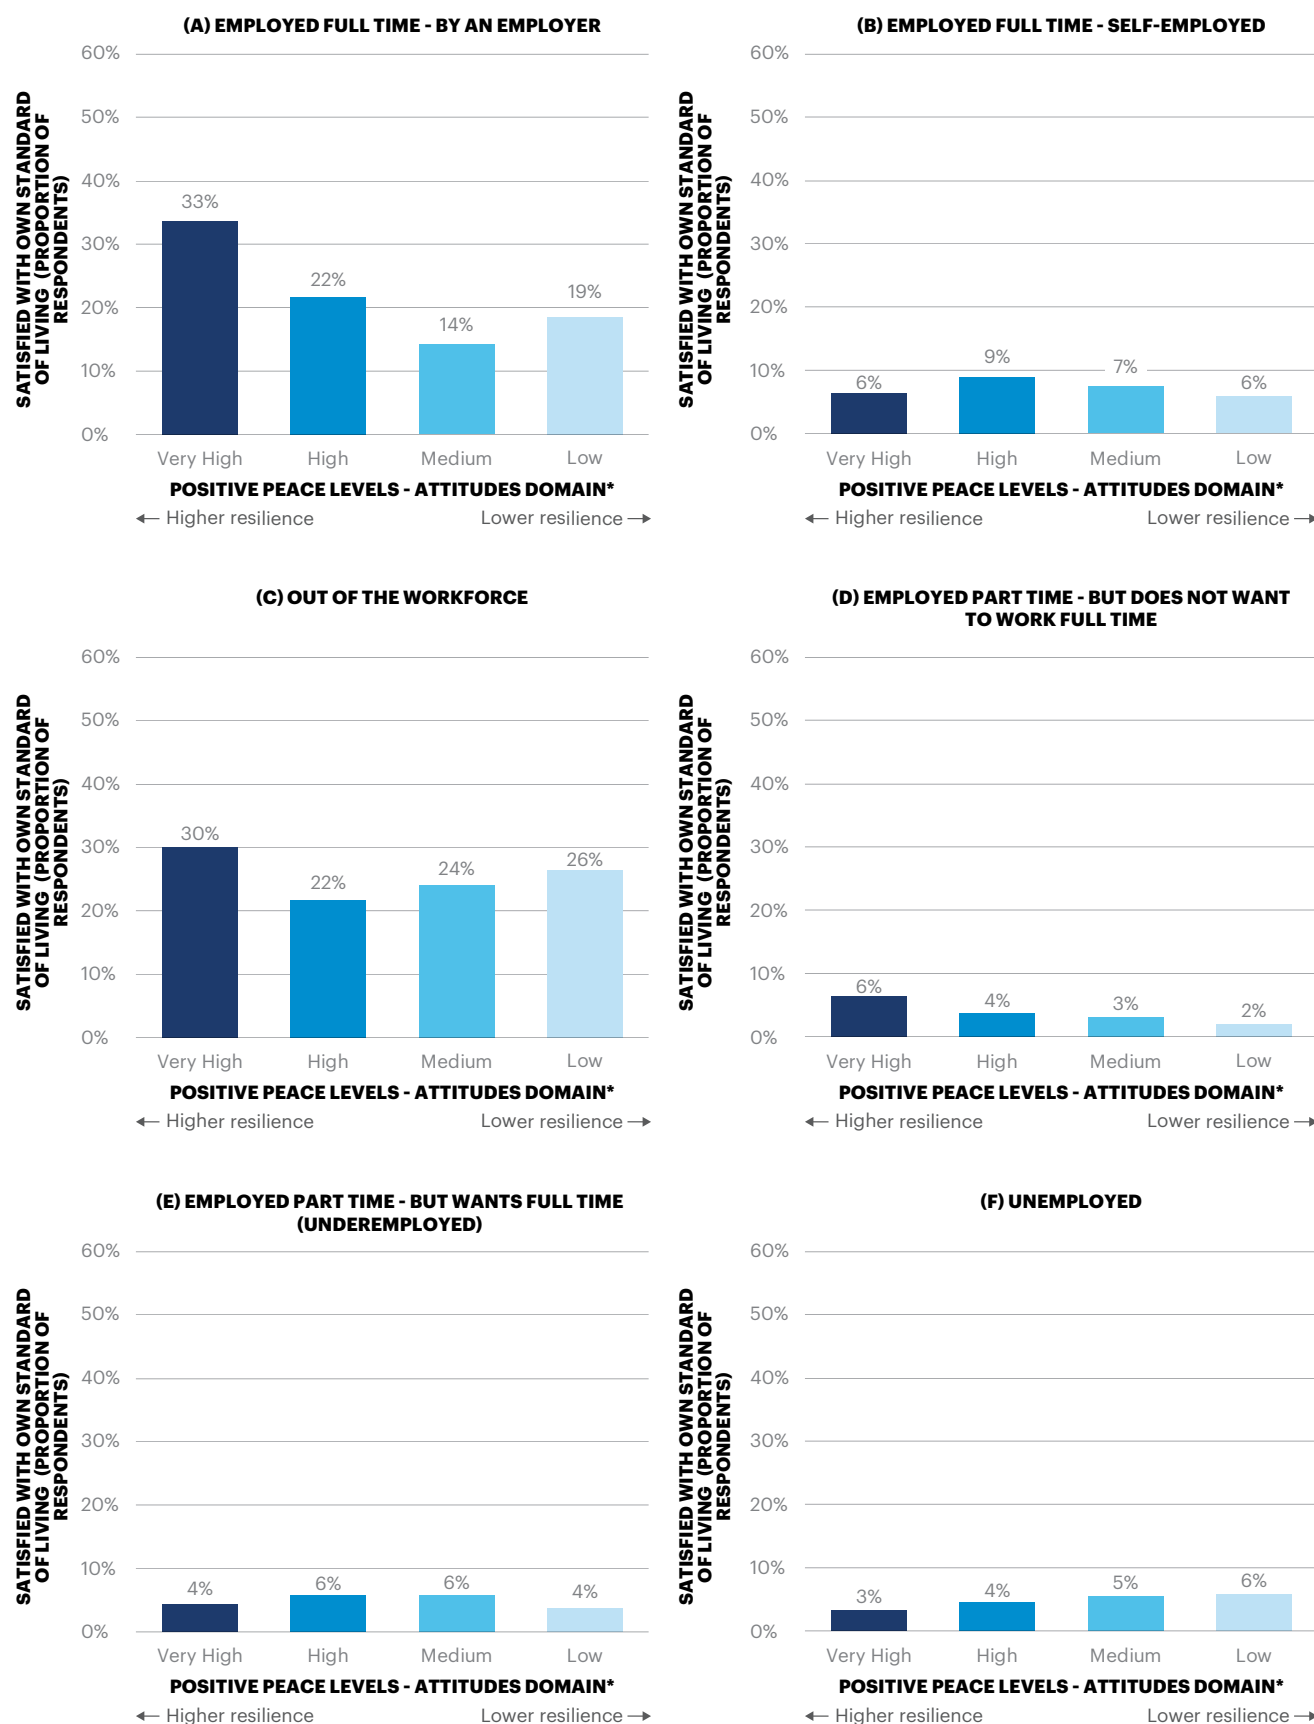 (A) EMPLOYED FULL TIME - BY AN EMPLOYER
60%
50%
40%
30%
20%
10%
0%
SATISFIED WITH OWN STANDARD
OF LIVING (PROPORTION OF
RESPONDENTS)
33%
22%
14%
19%
Very High
High
Medium
Low
POSITIVE PEACE LEVELS - ATTITUDES DOMAIN*
← Higher resilience
Lower resilience →
(B) EMPLOYED FULL TIME - SELF-EMPLOYED
60%
50%
40%
30%
20%
10%
0%
SATISFIED WITH OWN STANDARD
OF LIVING (PROPORTION OF
RESPONDENTS)
6%
9%
7%
6%
Very High
High
Medium
Low
POSITIVE PEACE LEVELS - ATTITUDES DOMAIN*
← Higher resilience
Lower resilience →
(C) OUT OF THE WORKFORCE
60%
50%
40%
30%
20%
10%
0%
SATISFIED WITH OWN STANDARD
OF LIVING (PROPORTION OF
RESPONDENTS)
30%
22%
24%
26%
Very High
High
Medium
Low
POSITIVE PEACE LEVELS - ATTITUDES DOMAIN*
← Higher resilience
Lower resilience →
(D) EMPLOYED PART TIME - BUT DOES NOT WANT
TO WORK FULL TIME
60%
50%
40%
30%
20%
10%
0%
SATISFIED WITH OWN STANDARD
OF LIVING (PROPORTION OF
RESPONDENTS)
6%
4%
3%
2%
Very High
High
Medium
Low
POSITIVE PEACE LEVELS - ATTITUDES DOMAIN*
← Higher resilience
Lower resilience →
(E) EMPLOYED PART TIME - BUT WANTS FULL TIME
(UNDEREMPLOYED)
60%
50%
40%
30%
20%
10%
0%
SATISFIED WITH OWN STANDARD
OF LIVING (PROPORTION OF
RESPONDENTS)
4%
6%
6%
4%
Very High
High
Medium
Low
POSITIVE PEACE LEVELS - ATTITUDES DOMAIN*
← Higher resilience
Lower resilience →
(F) UNEMPLOYED
60%
50%
40%
30%
20%
10%
0%
SATISFIED WITH OWN STANDARD
OF LIVING (PROPORTION OF
RESPONDENTS)
3%
4%
5%
6%
Very High
High
Medium
Low
POSITIVE PEACE LEVELS - ATTITUDES DOMAIN*
← Higher resilience
Lower resilience →